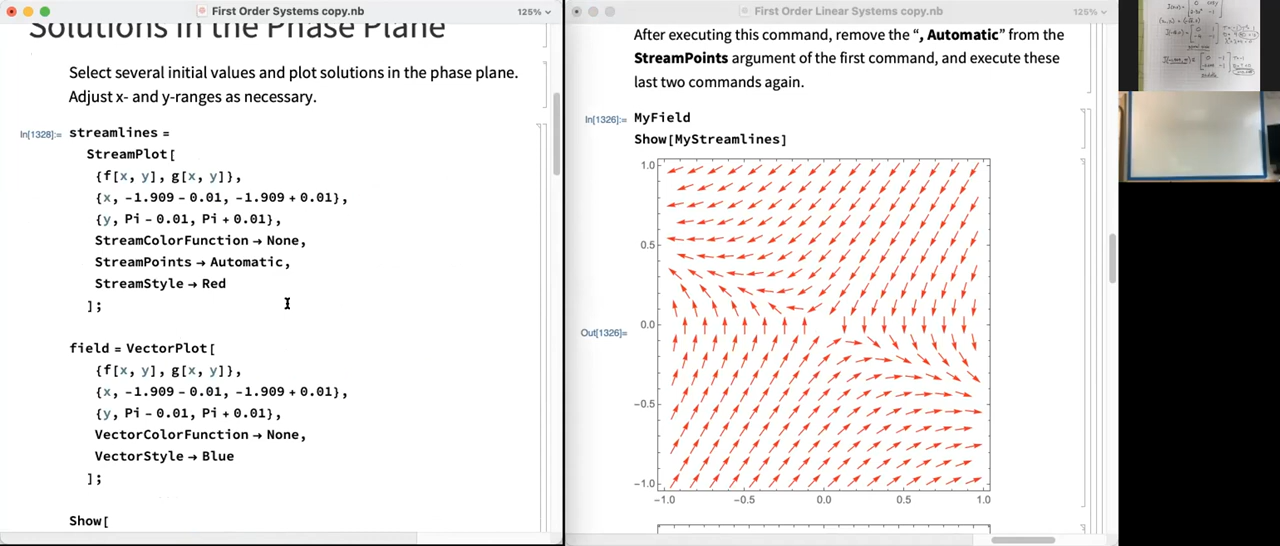 First Order Systems copy.nb
125%
Solutions in the Phase Plane
Select several initial values and plot solutions in the phase plane.
Adjust x- and y-ranges as necessary.
In[1328]:= streamlines =
StreamPlot[
{f[x, y], g[x, y]},
{x, -1.909 - 0.01, -1.909 + 0.01},
{y, Pi - 0.01, Pi + 0.01},
StreamColorFunction → None,
StreamPoints → Automatic,
StreamStyle → Red
];
field = VectorPlot[
{f[x, y], g[x, y]},
{x, -1.909 - 0.01, -1.909 + 0.01},
{y, Pi - 0.01, Pi + 0.01},
VectorColorFunction → None,
VectorStyle → Blue
];
Show[
First Order Linear Systems copy.nb
125%
After executing this command, remove the “, Automatic” from the
StreamPoints argument of the first command, and execute these
last two commands again.
In[1326]:= MyField
Show[MyStreamlines]
Out[1326]=
1.0
0.5
0.0
-0.5
-1.0
-1.0 -0.5 0.0 0.5 1.0